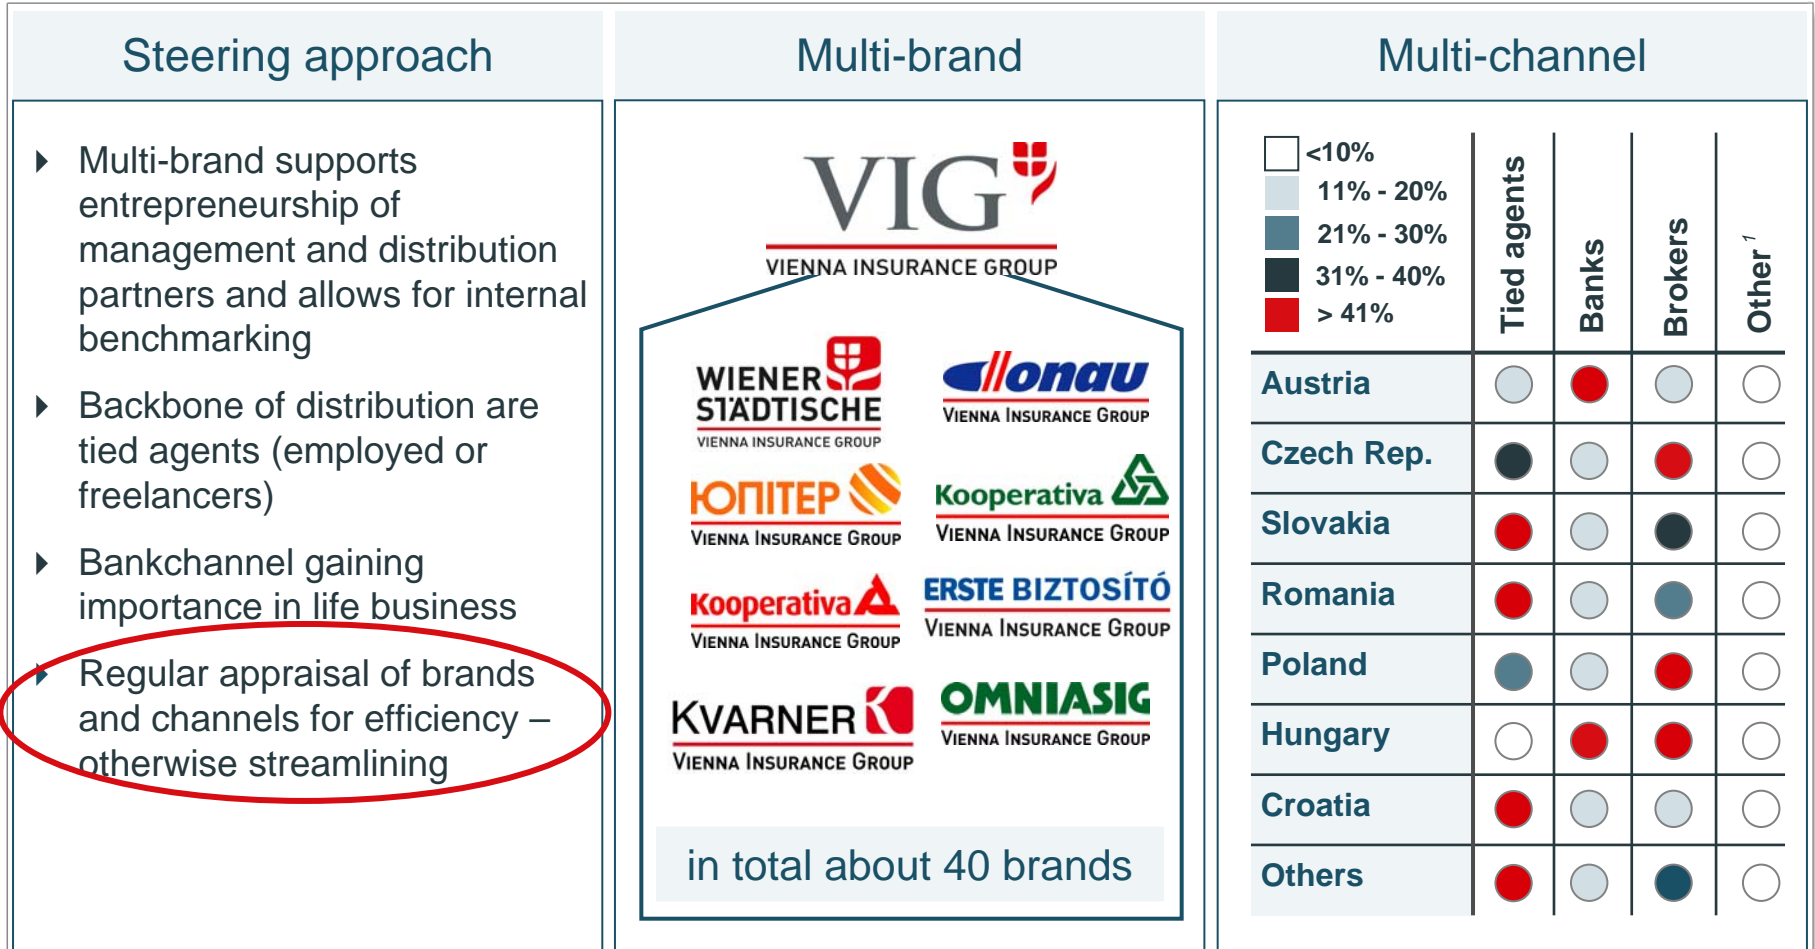 Steering approach
Multi-brand supports
entrepreneurship of
management and distribution
partners and allows for internal
benchmarking
Backbone of distribution are
tied agents (employed or
freelancers)
Bankchannel gaining
importance in life business
Regular appraisal of brands
and channels for efficiency –
otherwise streamlining
Multi-brand
VIG
VIENNA INSURANCE GROUP
WIENER
STÄDTISCHE
VIENNA INSURANCE GROUP
donau
VIENNA INSURANCE GROUP
ЮПІТЕР
VIENNA INSURANCE GROUP
Kooperativa
VIENNA INSURANCE GROUP
Kooperativa
VIENNA INSURANCE GROUP
ERSTE BIZTOSÍTÓ
VIENNA INSURANCE GROUP
KVARNER
VIENNA INSURANCE GROUP
OMNIASIG
VIENNA INSURANCE GROUP
in total about 40 brands
Multi-channel
<10%
11% - 20%
21% - 30%
31% - 40%
> 41%
Tied agents
Banks
Brokers
Other 1
Austria
Czech Rep.
Slovakia
Romania
Poland
Hungary
Croatia
Others